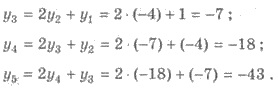 y₃ = 2y₂ + y₁ = 2 · (-4) + 1 = -7 ;
y₄ = 2y₃ + y₂ = 2 · (-7) + (-4) = -18 ;
y₅ = 2y₄ + y₃ = 2 · (-18) + (-7) = -43 .